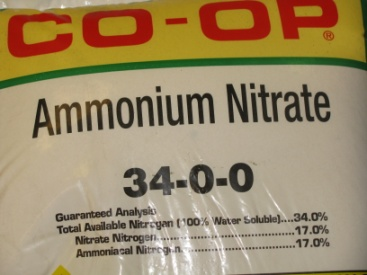 CO-OP®
Ammonium Nitrate
34-0-0
Guaranteed Analysis
Total Available Nitrogen (100% Water Soluble)....34.0%
Nitrate Nitrogen..................................17.0%
Ammoniacal Nitrogen...............................17.0%